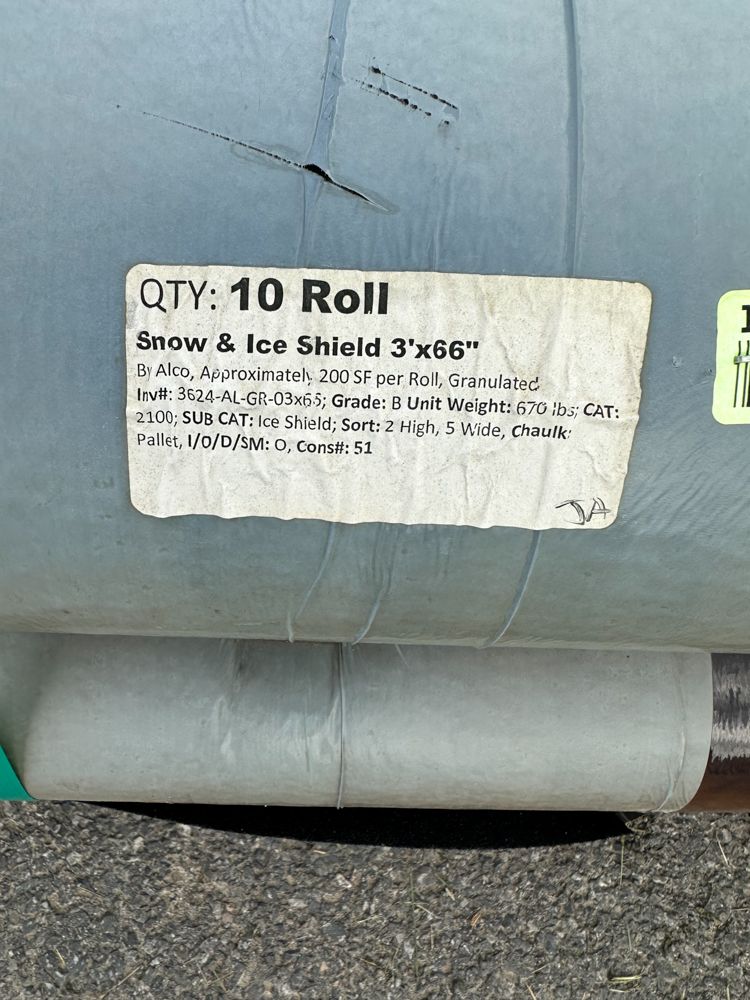 QTY: 10 Roll
Snow & Ice Shield 3'x66"
By Alco, Approximately 200 SF per Roll, Granulated
Inv#: 3624-AL-GR-03x65; Grade: B Unit Weight: 670 lbs; CAT:
2100; SUB CAT: Ice Shield; Sort: 2 High, 5 Wide, Chaulk:
Pallet, I/O/D/SM: O, Cons#: 51
JA